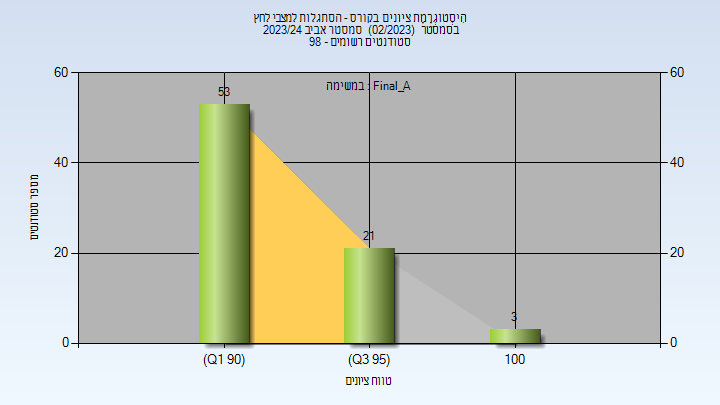 היסטוגרמת ציונים בקורס - הסתגלות למצבי לחץ
בסמסטר (02/2023) סמסטר אביב 2023/24
סטודנטים רשומים - 98
במשימה : Final_A
60 60
53
40 40
21
20 20
3
0 0
(Q1 90) (Q3 95) 100
מספר סטודנטים
טווח ציונים